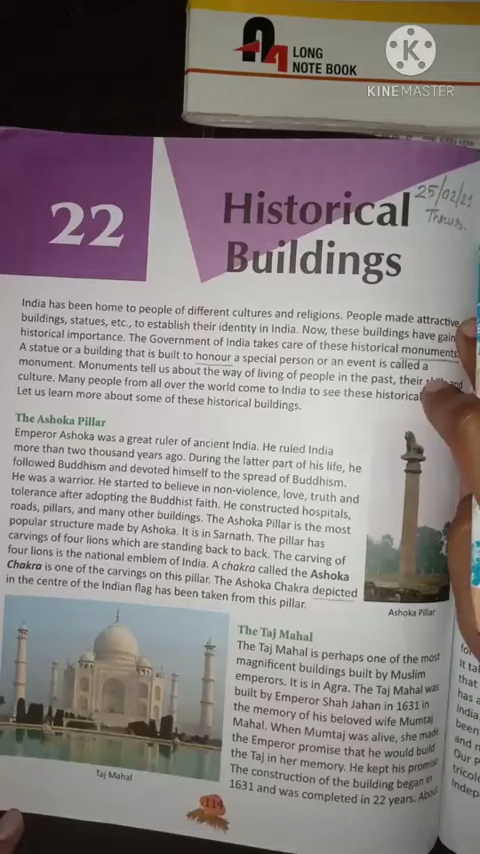 A4
LONG
NOTE BOOK
K
KINEMASTER
22
Historical
Buildings
25/02/21
Thurs.
India has been home to people of different cultures and religions. People made attractive
buildings, statues, etc., to establish their identity in India. Now, these buildings have gain
historical importance. The Government of India takes care of these historical monuments.
A statue or a building that is built to honour a special person or an event is called a
monument. Monuments tell us about the way of living of people in the past, their and
culture. Many people from all over the world come to India to see these historical
Let us learn more about some of these historical buildings.
The Ashoka Pillar
Emperor Ashoka was a great ruler of ancient India. He ruled India
more than two thousand years ago. During the latter part of his life, he
followed Buddhism and devoted himself to the spread of Buddhism.
He was a warrior. He started to believe in non-violence, love, truth and
tolerance after adopting the Buddhist faith. He constructed hospitals,
roads, pillars, and many other buildings. The Ashoka Pillar is the most
popular structure made by Ashoka. It is in Sarnath. The pillar has
carvings of four lions which are standing back to back. The carving of
four lions is the national emblem of India. A chakra called the Ashoka
Chakra is one of the carvings on this pillar. The Ashoka Chakra depicted
in the centre of the Indian flag has been taken from this pillar.
Ashoka Pillar
The Taj Mahal
The Taj Mahal is perhaps one of the most
magnificent buildings built by Muslim
emperors. It is in Agra. The Taj Mahal was
built by Emperor Shah Jahan in 1631 in
the memory of his beloved wife Mumtaj
Mahal. When Mumtaj was alive, she made
the Emperor promise that he would build
the Taj in her memory. He kept his promise.
The construction of the building began in
1631 and was completed in 22 years. About
Taj Mahal
114
for
It ta
that
has a
India
been
and n
Our p
tricolo
Indep